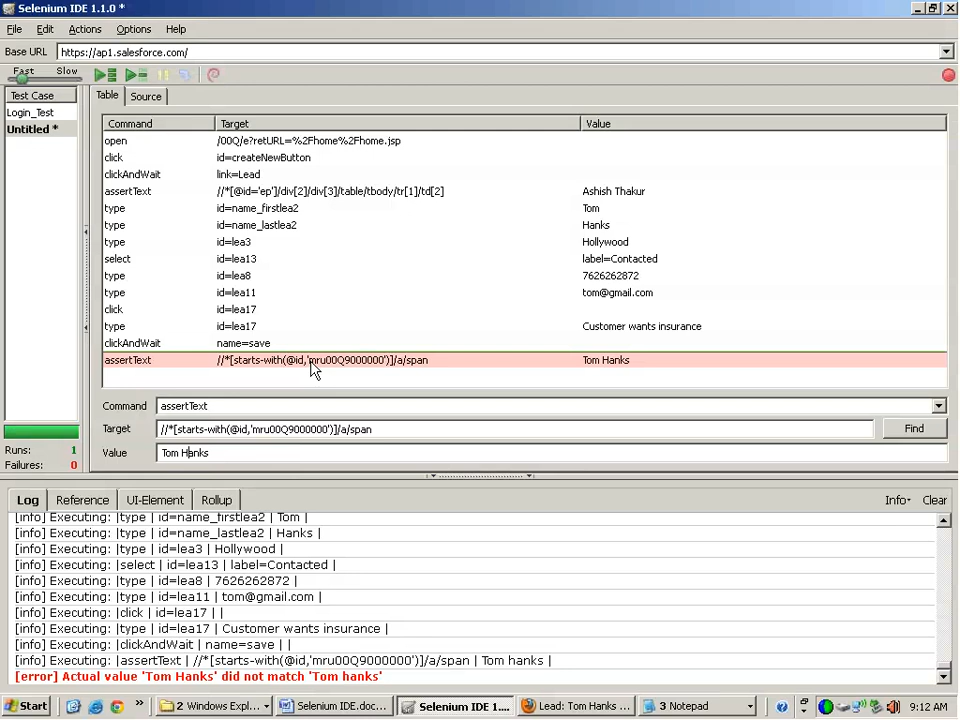 Selenium IDE 1.1.0 *
File Edit Actions Options Help
Base URL https://ap1.salesforce.com/
Fast Slow
Test Case
Login_Test
Untitled *
Runs: 1
Failures: 0
Table Source
Command Target Value
open /00Q/e?retURL=%2Fhome%2Fhome.jsp
click id=createNewButton
clickAndWait link=Lead
assertText //*[@id='ep']/div[2]/div[3]/table/tbody/tr[1]/td[2] Ashish Thakur
type id=name_firstlea2 Tom
type id=name_lastlea2 Hanks
type id=lea3 Hollywood
select id=lea13 label=Contacted
type id=lea8 7626262872
type id=lea11 tom@gmail.com
click id=lea17
type id=lea17 Customer wants insurance
clickAndWait name=save
assertText //*[starts-with(@id,'mru00Q9000000')]/a/span Tom Hanks
Command assertText
Target //*[starts-with(@id,'mru00Q9000000')]/a/span Find
Value Tom Hanks
Log Reference UI-Element Rollup Info Clear
[info] Executing: |type | id=name_firstlea2 | Tom |
[info] Executing: |type | id=name_lastlea2 | Hanks |
[info] Executing: |type | id=lea3 | Hollywood |
[info] Executing: |select | id=lea13 | label=Contacted |
[info] Executing: |type | id=lea8 | 7626262872 |
[info] Executing: |type | id=lea11 | tom@gmail.com |
[info] Executing: |click | id=lea17 | |
[info] Executing: |type | id=lea17 | Customer wants insurance |
[info] Executing: |clickAndWait | name=save | |
[info] Executing: |assertText | //*[starts-with(@id,'mru00Q9000000')]/a/span | Tom hanks |
[error] Actual value 'Tom Hanks' did not match 'Tom hanks'
Start » 2 Windows Expl... Selenium IDE.doc... Selenium IDE 1.... Lead: Tom Hanks ... 3 Notepad » 9:12 AM